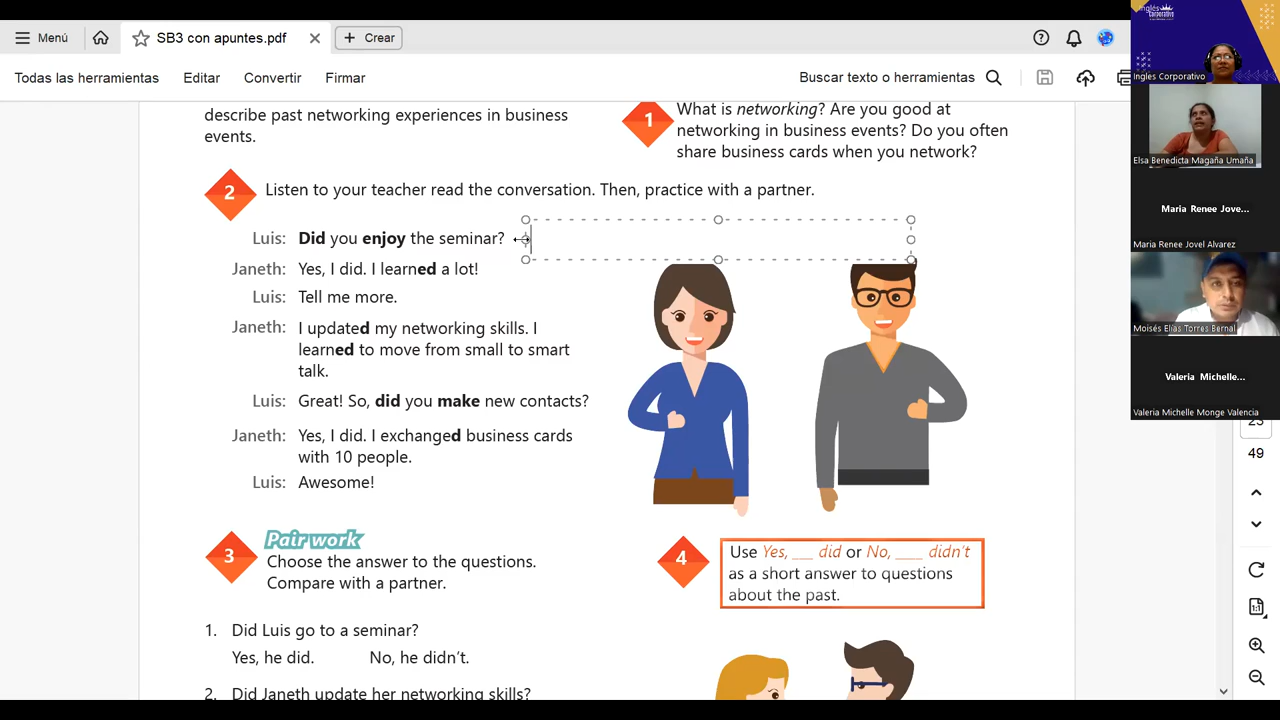 Menú
SB3 con apuntes.pdf
Crear
Todas las herramientas
Editar
Convertir
Firmar
Buscar texto o herramientas
describe past networking experiences in business
events.
1
What is networking? Are you good at
networking in business events? Do you often
share business cards when you network?
2
Listen to your teacher read the conversation. Then, practice with a partner.
Luis: Did you enjoy the seminar?
Janeth: Yes, I did. I learned a lot!
Luis: Tell me more.
Janeth: I updated my networking skills. I
learned to move from small to smart
talk.
Luis: Great! So, did you make new contacts?
Janeth: Yes, I did. I exchanged business cards
with 10 people.
Luis: Awesome!
3
Pair work
Choose the answer to the questions.
Compare with a partner.
1. Did Luis go to a seminar?
Yes, he did. No, he didn't.
2. Did Janeth update her networking skills?
4
Use Yes, ___ did or No, ____ didn't
as a short answer to questions
about the past.
Inglés
Corporativo
Ingles Corporativo
Elsa Benedicta Magaña Umaña
Maria Renee Jove...
Maria Renee Jovel Alvarez
Moisés Elías Torres Bernal
Valeria Michelle...
Valeria Michelle Monge Valencia
49
1:1